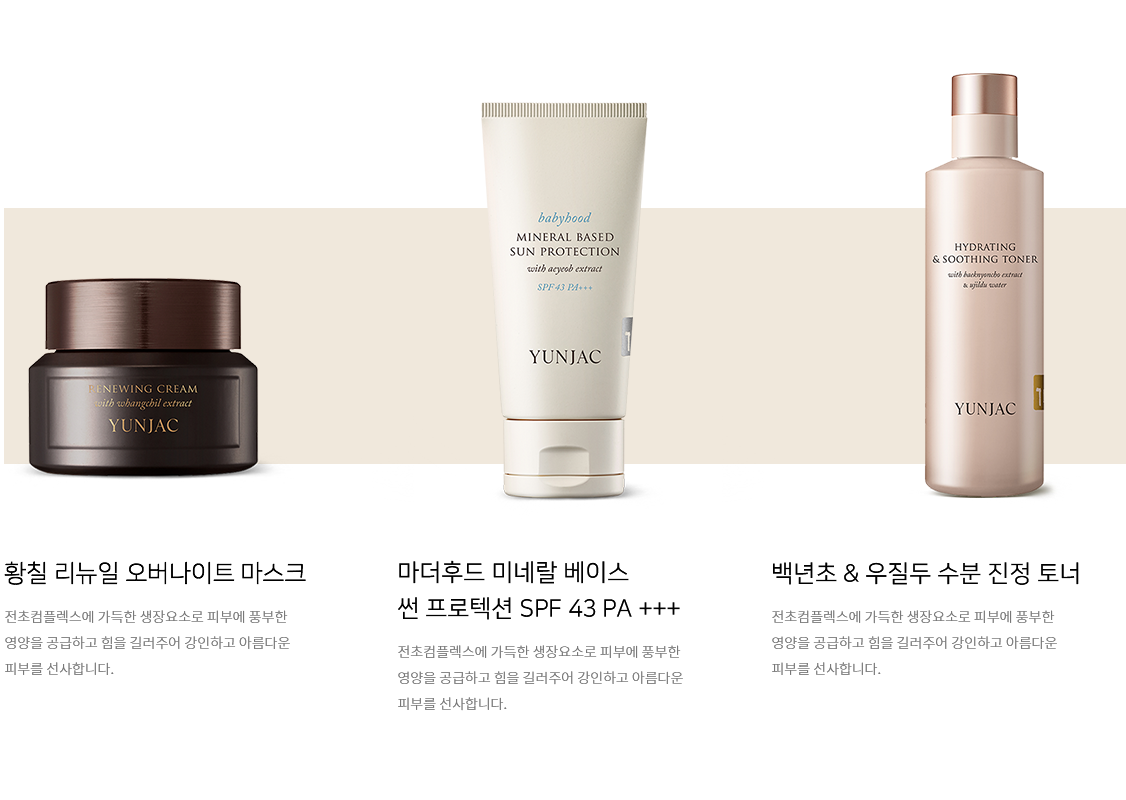 RENEWING CREAM
with whangchil extract
YUNJAC
babyhood
MINERAL BASED
SUN PROTECTION
with aeyeob extract
SPF 43 PA+++
YUNJAC
HYDRATING
& SOOTHING TONER
with baeknyoncho extract
& ujildu water
YUNJAC
황칠 리뉴일 오버나이트 마스크
전초컴플렉스에 가득한 생장요소로 피부에 풍부한
영양을 공급하고 힘을 길러주어 강인하고 아름다운
피부를 선사합니다.
마더후드 미네랄 베이스
썬 프로텍션 SPF 43 PA +++
전초컴플렉스에 가득한 생장요소로 피부에 풍부한
영양을 공급하고 힘을 길러주어 강인하고 아름다운
피부를 선사합니다.
백년초 & 우질두 수분 진정 토너
전초컴플렉스에 가득한 생장요소로 피부에 풍부한
영양을 공급하고 힘을 길러주어 강인하고 아름다운
피부를 선사합니다.